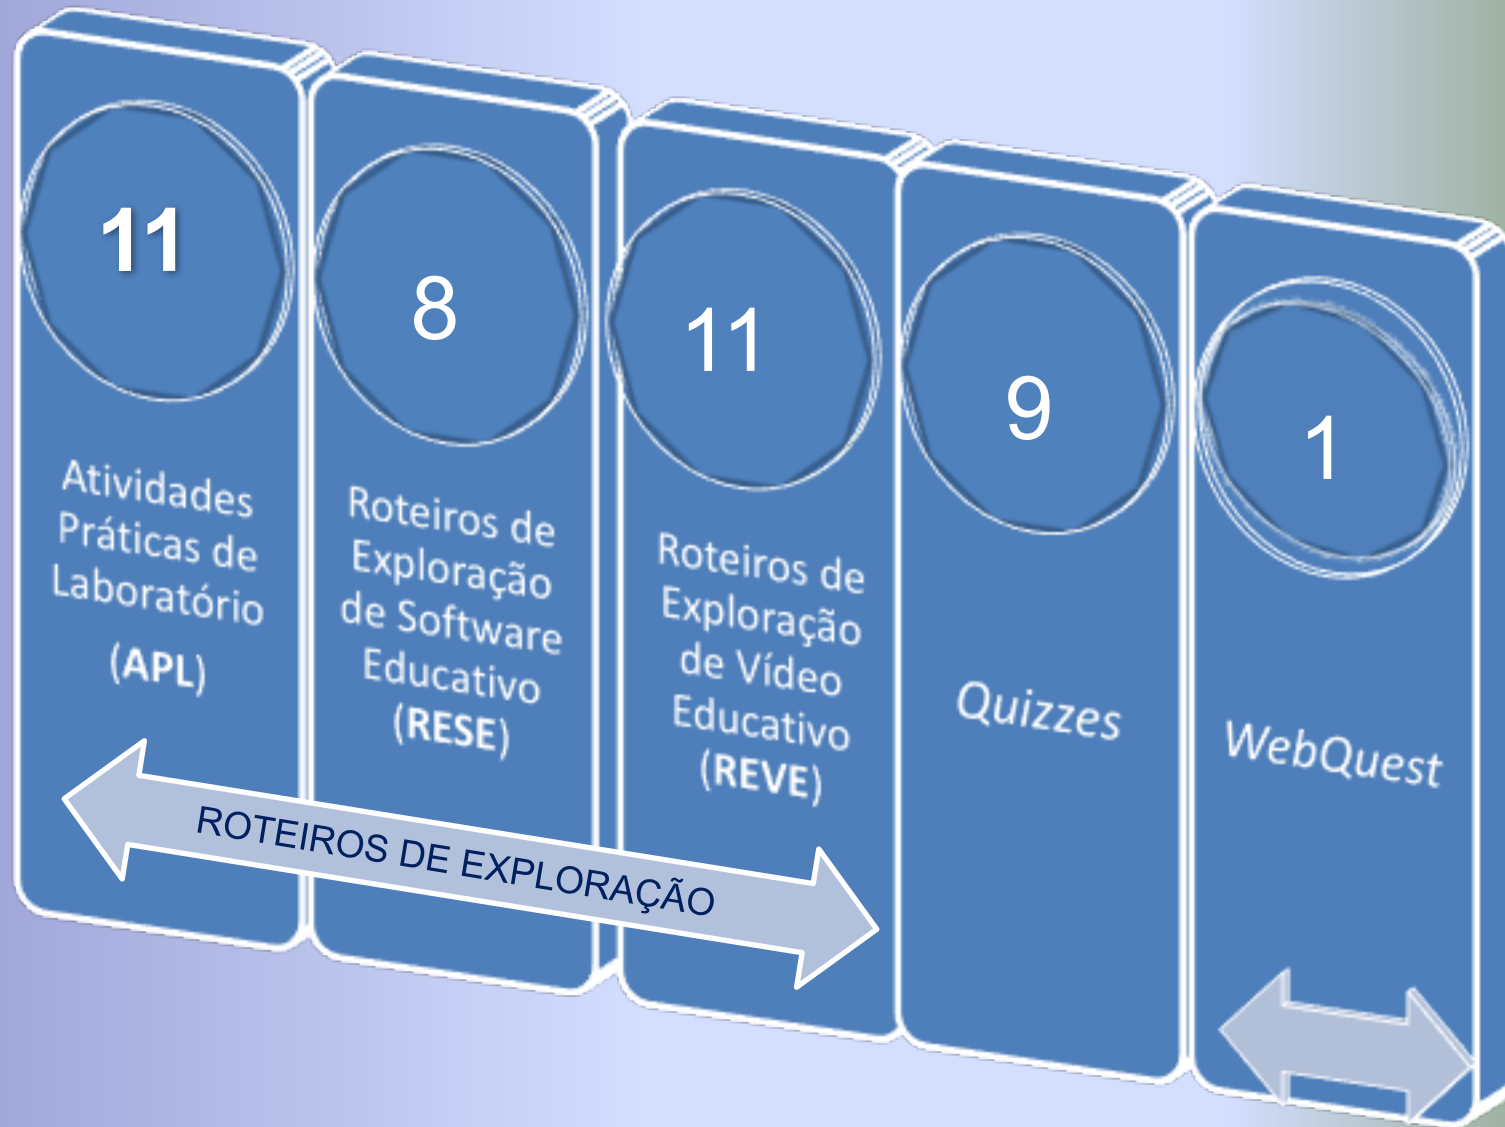 11
Atividades
Práticas de
Laboratório
(APL)
8
Roteiros de
Exploração
de Software
Educativo
(RESE)
11
Roteiros de
Exploração
de Vídeo
Educativo
(REVE)
9
Quizzes
1
WebQuest
ROTEIROS DE EXPLORAÇÃO